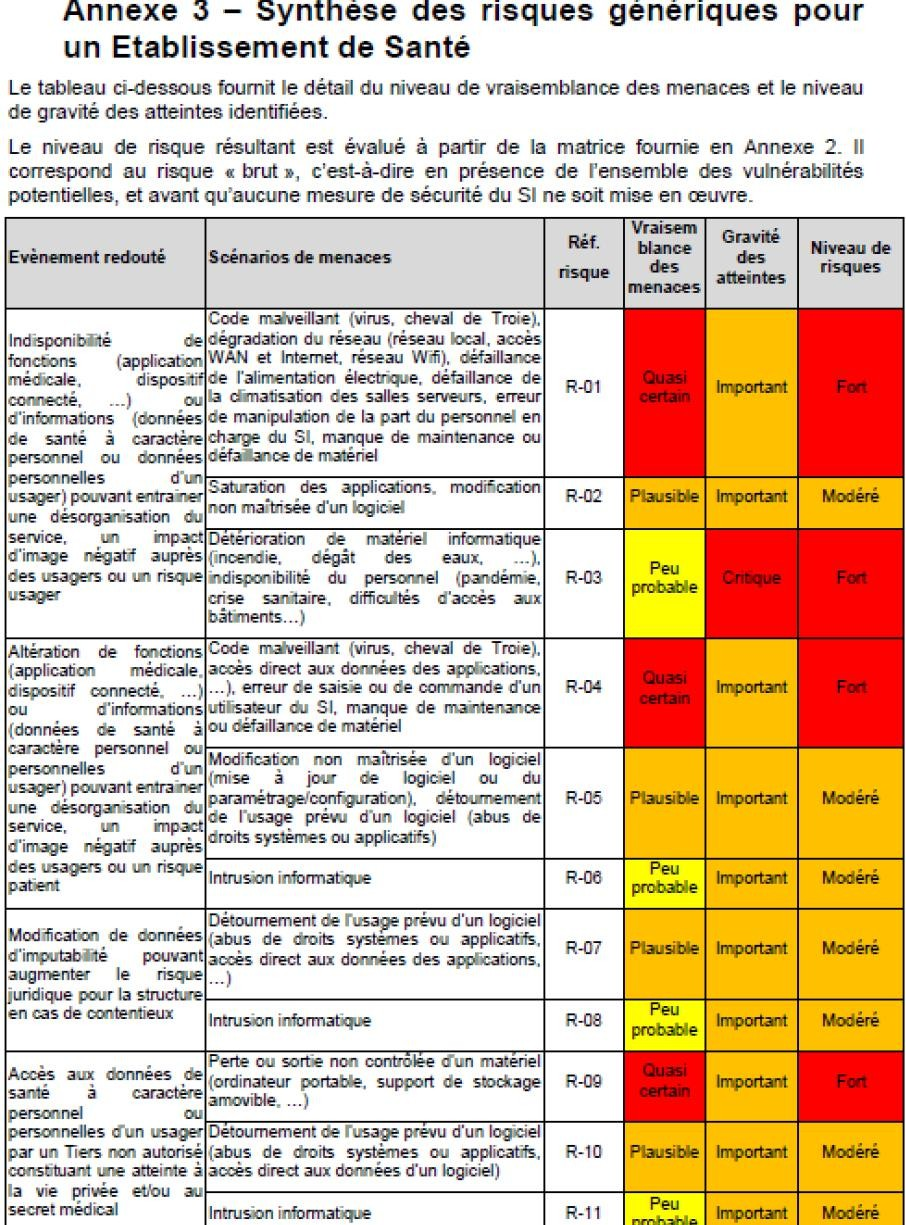 Annexe 3 – Synthèse des risques génériques pour
un Etablissement de Santé
Le tableau ci-dessous fournit le détail du niveau de vraisemblance des menaces et le niveau
de gravité des atteintes identifiées.
Le niveau de risque résultant est évalué à partir de la matrice fournie en Annexe 2. Il
correspond au risque « brut », c'est-à-dire en présence de l'ensemble des vulnérabilités
potentielles, et avant qu'aucune mesure de sécurité du SI ne soit mise en œuvre.
Evènement redouté
Scénarios de menaces
Réf.
risque
Vraisem
blance
des
menaces
Gravité
des
atteintes
Niveau de
risques
Indisponibilité de
fonctions (application
médicale, dispositif
connecté, …) ou
d'informations (données
de santé à caractère
personnel ou données
personnelles d'un
usager) pouvant entrainer
une désorganisation du
service, un impact
d'image négatif auprès
des usagers ou un risque
usager
Code malveillant (virus, cheval de Troie),
dégradation du réseau (réseau local, accès
WAN et Internet, réseau Wifi), défaillance
de l'alimentation électrique, défaillance de
la climatisation des salles serveurs, erreur
de manipulation de la part du personnel en
charge du SI, manque de maintenance ou
défaillance de matériel
R-01
Quasi
certain
Important
Fort
Saturation des applications, modification
non maîtrisée d'un logiciel
R-02
Plausible
Important
Modéré
Détérioration de matériel informatique
(incendie, dégât des eaux, …),
indisponibilité du personnel (pandémie,
crise sanitaire, difficultés d'accès aux
bâtiments…)
R-03
Peu
probable
Critique
Fort
Altération de fonctions
(application médicale,
dispositif connecté, …)
ou d'informations
(données de santé à
caractère personnel ou
personnelles d'un
usager) pouvant entrainer
une désorganisation du
service, un impact
d'image négatif auprès
des usagers ou un risque
patient
Code malveillant (virus, cheval de Troie),
accès direct aux données des applications,
…), erreur de saisie ou de commande d'un
utilisateur du SI, manque de maintenance
ou défaillance de matériel
R-04
Quasi
certain
Important
Fort
Modification non maîtrisée d'un logiciel
(mise à jour de logiciel ou du
paramétrage/configuration), détournement
de l'usage prévu d'un logiciel (abus de
droits systèmes ou applicatifs)
R-05
Plausible
Important
Modéré
Intrusion informatique
R-06
Peu
probable
Important
Modéré
Modification de données
d'imputabilité pouvant
augmenter le risque
juridique pour la structure
en cas de contentieux
Détournement de l'usage prévu d'un logiciel
(abus de droits systèmes ou applicatifs,
accès direct aux données des applications,
…)
R-07
Plausible
Important
Modéré
Intrusion informatique
R-08
Peu
probable
Important
Modéré
Accès aux données de
santé à caractère
personnel ou
personnelles d'un usager
par un Tiers non autorisé
constituant une atteinte à
la vie privée et/ou au
secret médical
Perte ou sortie non contrôlée d'un matériel
(ordinateur portable, support de stockage
amovible, …)
R-09
Quasi
certain
Important
Fort
Détournement de l'usage prévu d'un logiciel
(abus de droits systèmes ou applicatifs,
accès direct aux données d'un logiciel)
R-10
Plausible
Important
Modéré
Intrusion informatique
R-11
Peu
probable
Important
Modéré